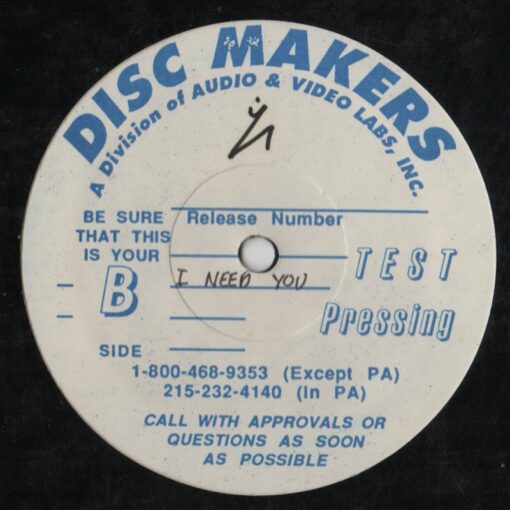 DISC MAKERS
A Division of AUDIO & VIDEO LABS, INC.
BE SURE
THAT THIS
IS YOUR
B
SIDE
Release Number
I NEED YOU
TEST
Pressing
1-800-468-9353 (Except PA)
215-232-4140 (In PA)
CALL WITH APPROVALS OR
QUESTIONS AS SOON
AS POSSIBLE